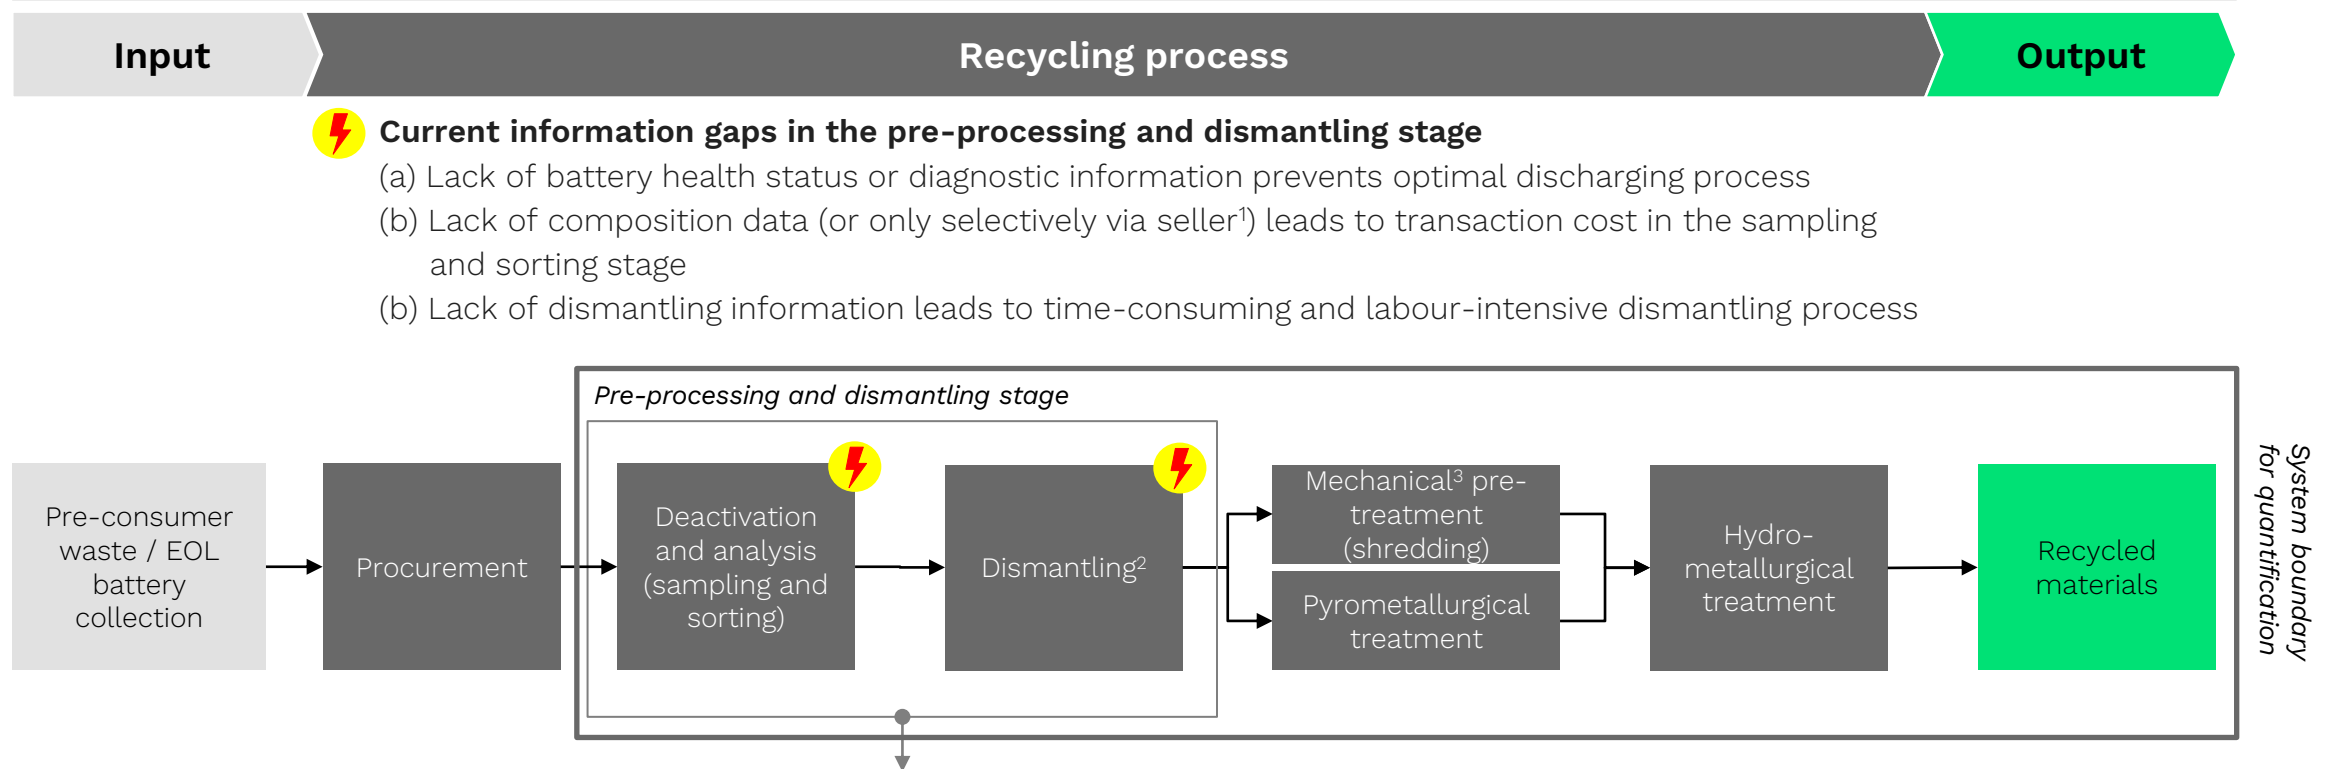 Input
Recycling process
Output
Current information gaps in the pre-processing and dismantling stage
(a) Lack of battery health status or diagnostic information prevents optimal discharging process
(b) Lack of composition data (or only selectively via seller¹) leads to transaction cost in the sampling
and sorting stage
(b) Lack of dismantling information leads to time-consuming and labour-intensive dismantling process
Pre-processing and dismantling stage
Pre-consumer
waste / EOL
battery
collection
Procurement
Deactivation
and analysis
(sampling and
sorting)
Dismantling²
Mechanical³ pre-
treatment
(shredding)
Pyrometallurgical
treatment
Hydro-
metallurgical
treatment
Recycled
materials
System boundary
for quantification